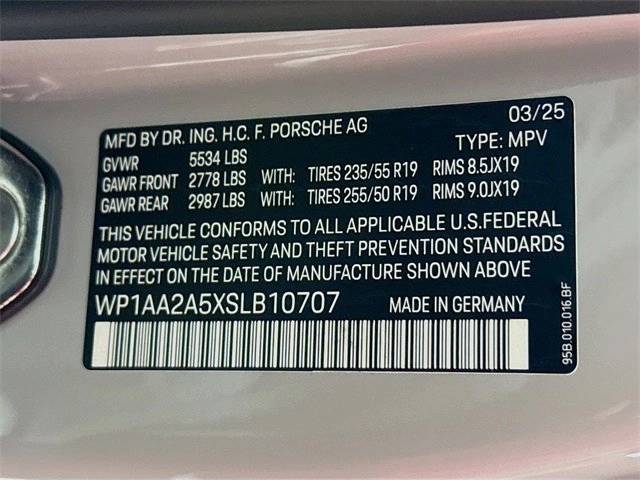 03/25
MFD BY DR. ING. H.C. F. PORSCHE AG
TYPE: MPV
GVWR 5534 LBS
GAWR FRONT 2778 LBS WITH: TIRES 235/55 R19 RIMS 8.5JX19
GAWR REAR 2987 LBS WITH: TIRES 255/50 R19 RIMS 9.0JX19
THIS VEHICLE CONFORMS TO ALL APPLICABLE U.S.FEDERAL
MOTOR VEHICLE SAFETY AND THEFT PREVENTION STANDARDS
IN EFFECT ON THE DATE OF MANUFACTURE SHOWN ABOVE.
WP1AA2A5XSLB10707 MADE IN GERMANY
95B.010.016.BF